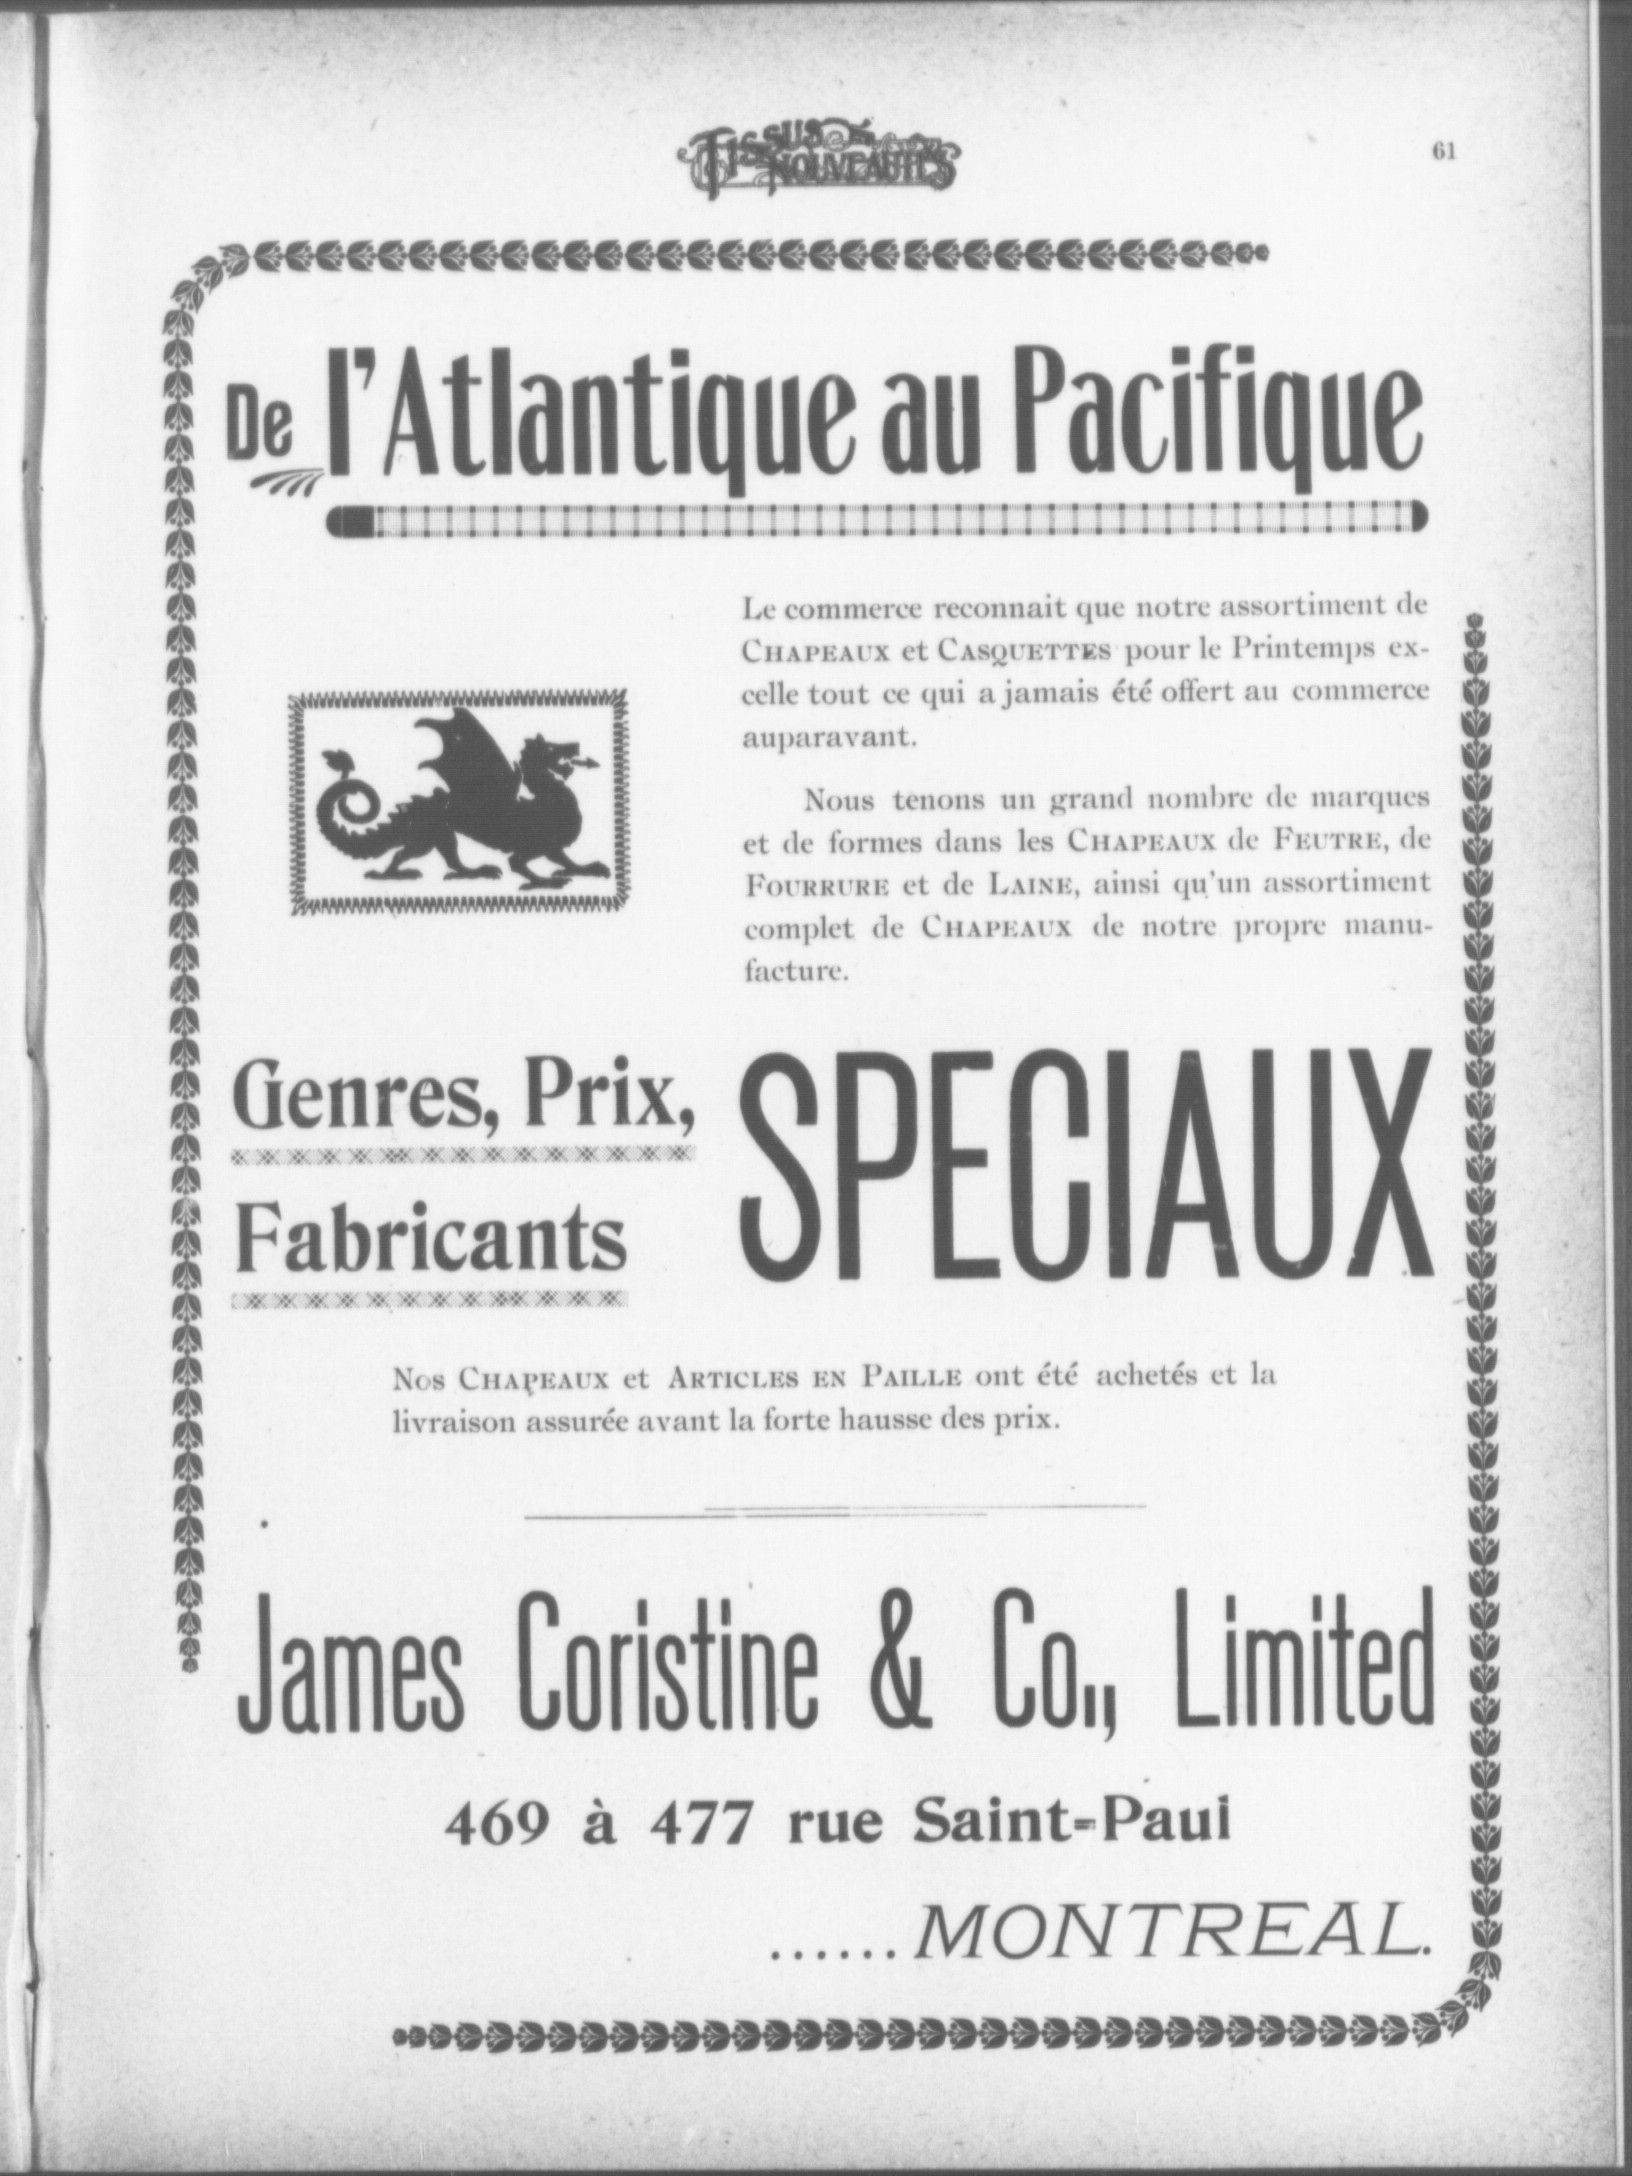 TISSUS & NOUVEAUTÉS
61
De l'Atlantique au Pacifique
Le commerce reconnait que notre assortiment de
CHAPEAUX et CASQUETTES pour le Printemps ex-
celle tout ce qui a jamais été offert au commerce
auparavant.
Nous tenons un grand nombre de marques
et de formes dans les CHAPEAUX de FEUTRE, de
FOURRURE et de LAINE, ainsi qu'un assortiment
complet de CHAPEAUX de notre propre manu-
facture.
Genres, Prix,
Fabricants
SPECIAUX
NOS CHAPEAUX et ARTICLES EN PAILLE ont été achetés et la
livraison assurée avant la forte hausse des prix.
James Coristine & Co., Limited
469 à 477 rue Saint-Paul
......MONTREAL.